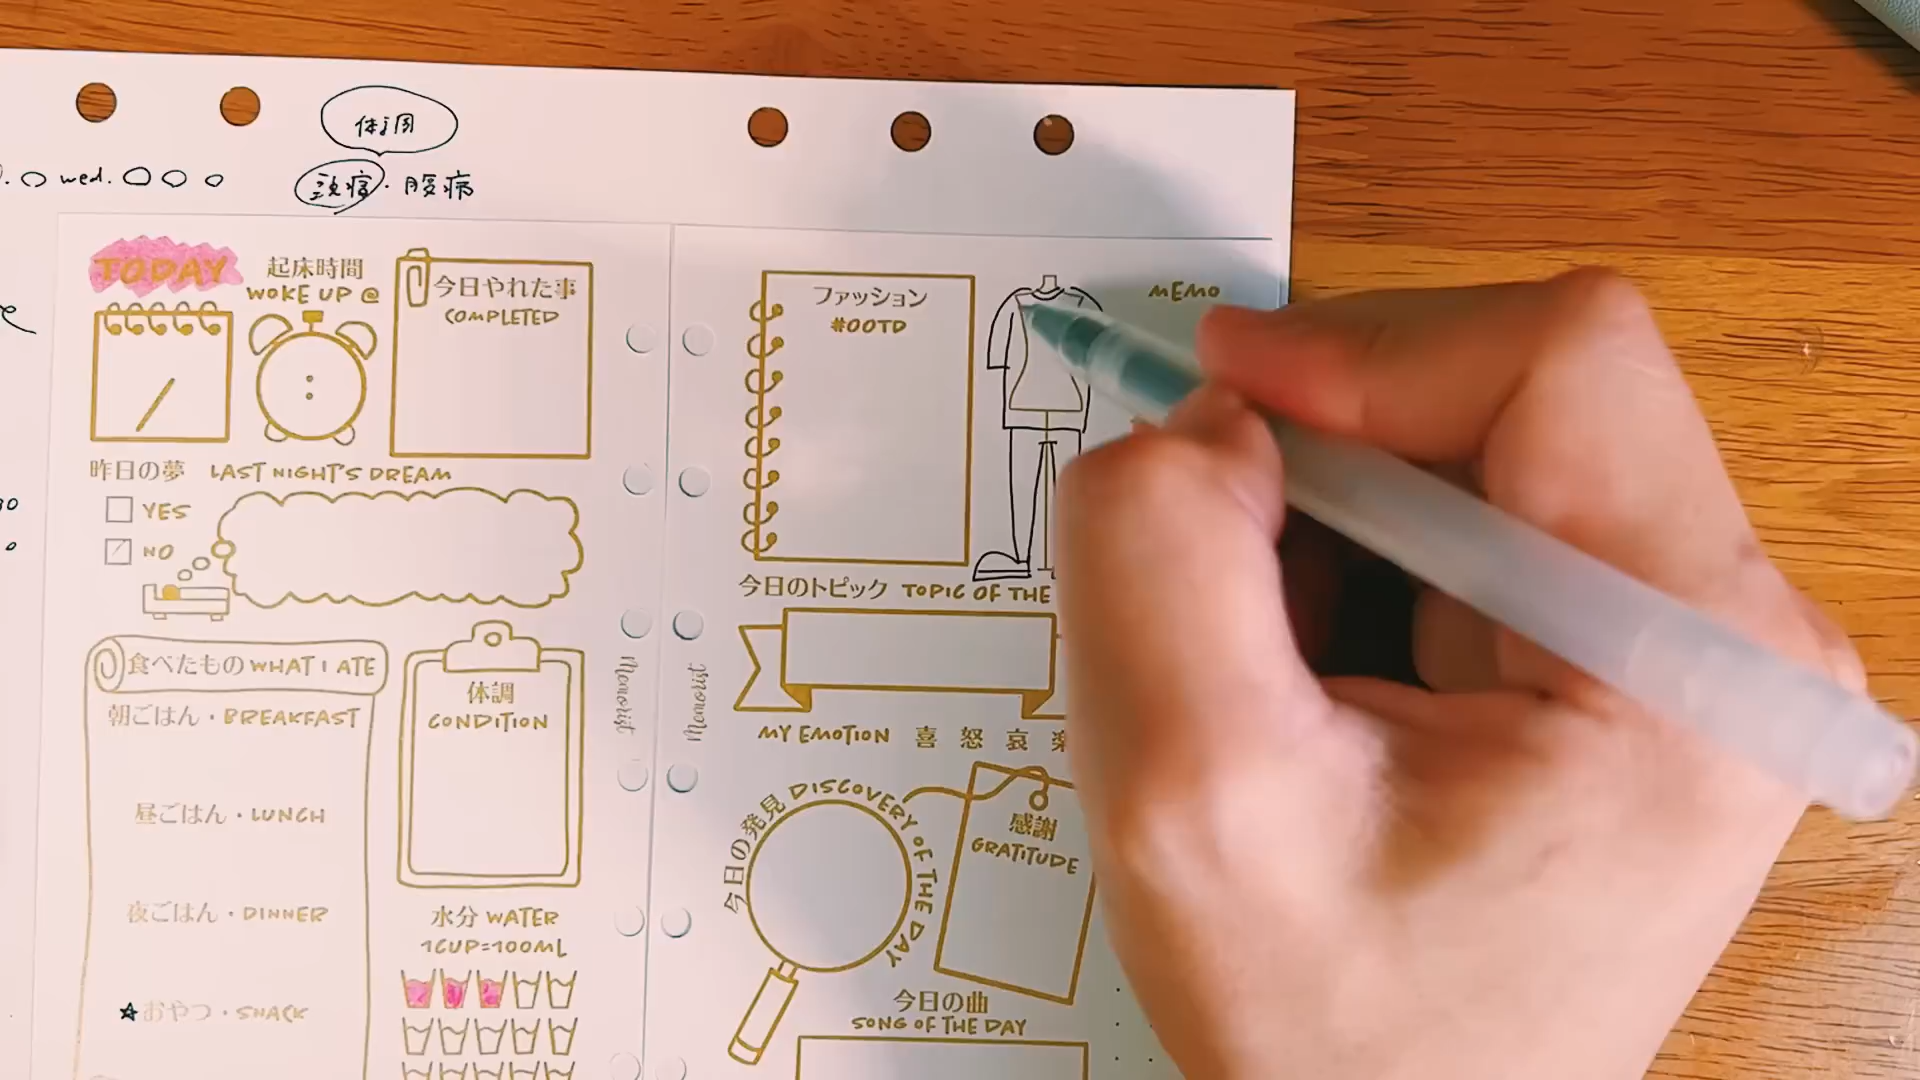 体調
wed.
頭痛・腹痛
TODAY
起床時間
WOKE UP @
今日やれた事
COMPLETED
昨日の夢 LAST NIGHT'S DREAM
YES
NO
食べたもの WHAT I ATE
朝ごはん・BREAKFAST
昼ごはん・LUNCH
夜ごはん・DINNER
おやつ・SNACK
体調
CONDITION
水分 WATER
1CUP=100ML
Memorist
Memorist
ファッション
#OOTD
MEMO
今日のトピック TOPIC OF THE
MY EMOTION 喜 怒 哀 楽
今日の発見 DISCOVERY OF THE DAY
感謝
GRATITUDE
今日の曲
SONG OF THE DAY